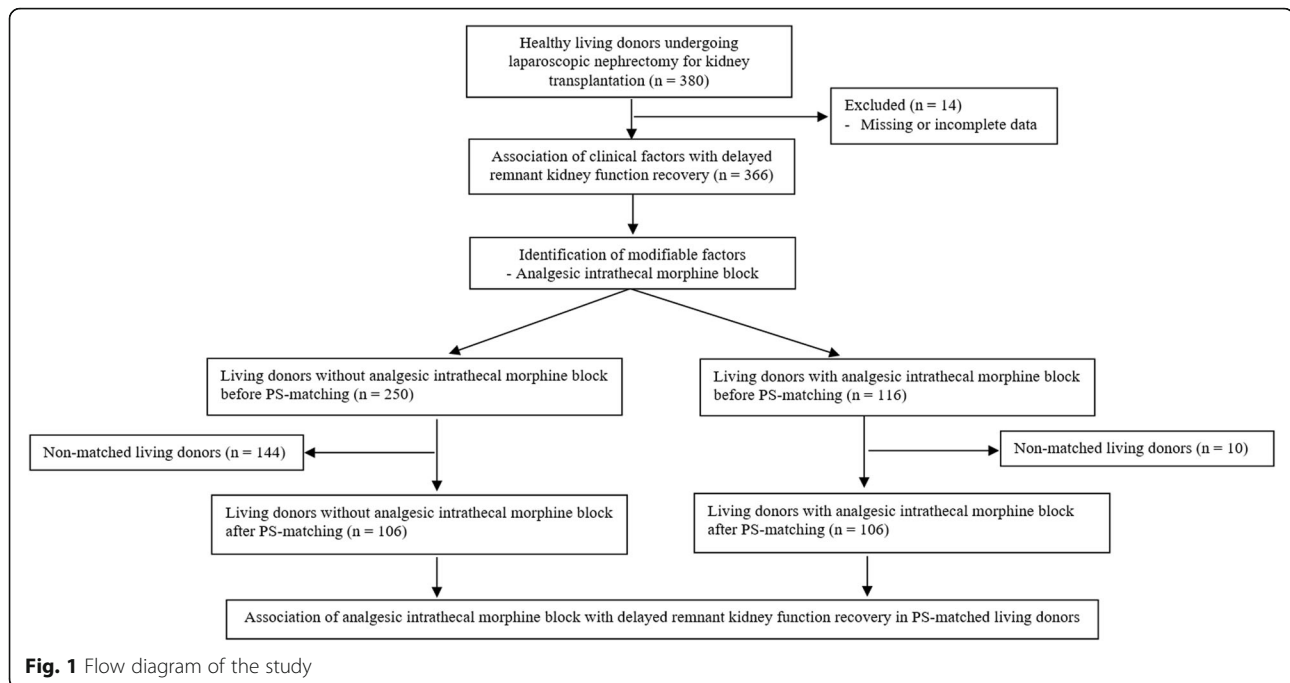 Healthy living donors undergoing
laparoscopic nephrectomy for kidney
transplantation (n = 380)
Excluded (n = 14)
- Missing or incomplete data
Association of clinical factors with delayed
remnant kidney function recovery (n = 366)
Identification of modifiable factors
- Analgesic intrathecal morphine block
Living donors without analgesic intrathecal morphine block
before PS-matching (n = 250)
Living donors with analgesic intrathecal morphine block
before PS-matching (n = 116)
Non-matched living donors (n = 144)
Non-matched living donors (n = 10)
Living donors without analgesic intrathecal morphine block
after PS-matching (n = 106)
Living donors with analgesic intrathecal morphine block
after PS-matching (n = 106)
Association of analgesic intrathecal morphine block with delayed remnant kidney function recovery in PS-matched living donors
Fig. 1 Flow diagram of the study